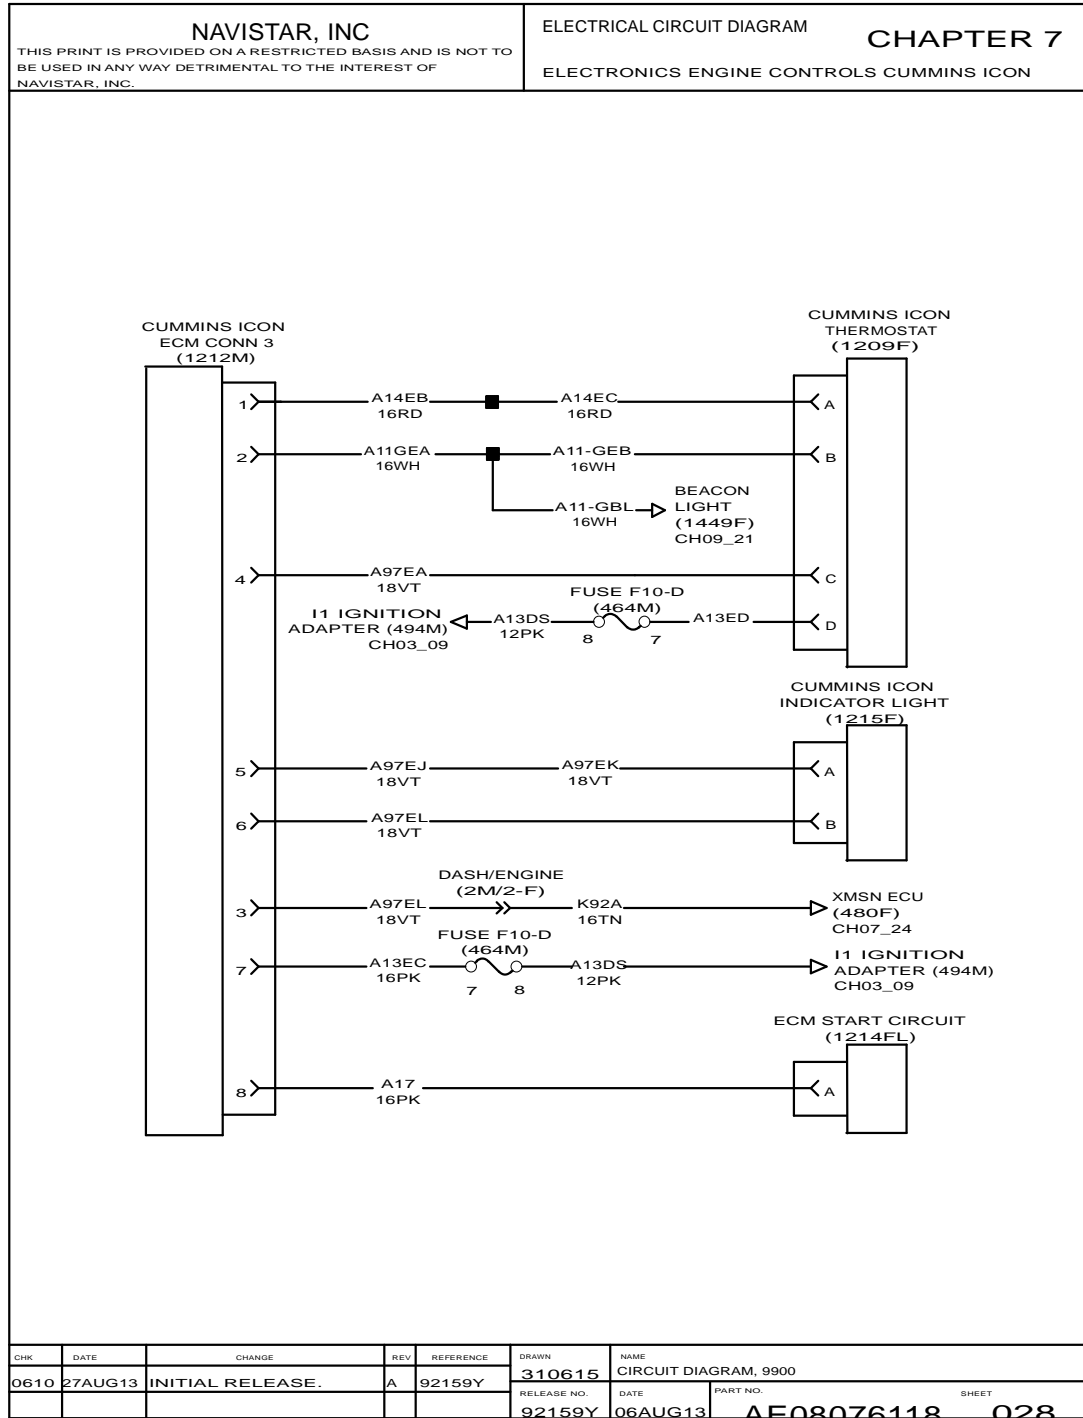 NAVISTAR, INC
THIS PRINT IS PROVIDED ON A RESTRICTED BASIS AND IS NOT TO
BE USED IN ANY WAY DETRIMENTAL TO THE INTEREST OF
NAVISTAR, INC.
ELECTRICAL CIRCUIT DIAGRAM
CHAPTER 7
ELECTRONICS ENGINE CONTROLS CUMMINS ICON
CUMMINS ICON
ECM CONN 3
(1212M)
CUMMINS ICON
THERMOSTAT
(1209F)
1
A14EB
16RD
A14EC
16RD
A
2
A11GEA
16WH
A11-GEB
16WH
B
A11-GBL
16WH
BEACON
LIGHT
(1449F)
CH09_21
4
A97EA
18VT
C
I1 IGNITION
ADAPTER (494M)
CH03_09
A13DS
12PK
FUSE F10-D
(464M)
8
7
A13ED
D
CUMMINS ICON
INDICATOR LIGHT
(1215F)
5
A97EJ
18VT
A97EK
18VT
A
6
A97EL
18VT
B
DASH/ENGINE
(2M/2-F)
3
A97EL
18VT
K92A
16TN
XMSN ECU
(480F)
CH07_24
FUSE F10-D
(464M)
7
A13EC
16PK
7
8
A13DS
12PK
I1 IGNITION
ADAPTER (494M)
CH03_09
ECM START CIRCUIT
(1214FL)
8
A17
16PK
A
CHK DATE CHANGE REV REFERENCE
0610 27AUG13 INITIAL RELEASE. A 92159Y
DRAWN
310615
NAME
CIRCUIT DIAGRAM, 9900
RELEASE NO.
92159Y
DATE
06AUG13
PART NO.
AE08076118
SHEET
028